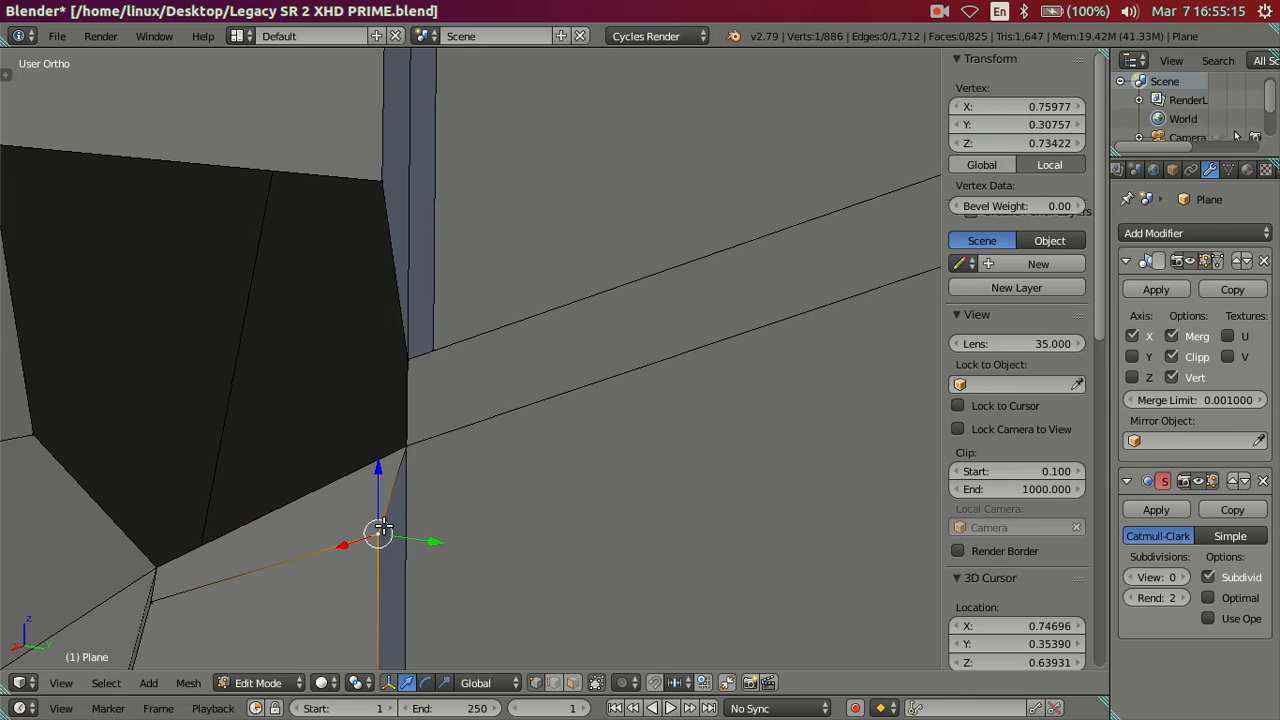 Blender* [/home/linux/Desktop/Legacy SR 2 XHD PRIME.blend]
En
(100%)
Mar 7 16:55:15
File
Render
Window
Help
Default
Scene
Cycles Render
v2.79 | Verts:1/886 | Edges:0/1,712 | Faces:0/825 | Tris:1,647 | Mem:19.42M (41.33M) | Plane
User Ortho
Transform
Vertex:
X: 0.75977
Y: 0.30757
Z: 0.73422
Global
Local
Vertex Data:
Bevel Weight: 0.00
Scene
Object
New
New Layer
View
Lens: 35.000
Lock to Object:
Lock to Cursor
Lock Camera to View
Clip:
Start: 0.100
End: 1000.000
Local Camera:
Camera
Render Border
3D Cursor
Location:
X: 0.74696
Y: 0.35390
Z: 0.63931
View
Search
All Sc
Scene
RenderL
World
Camera
Plane
Add Modifier
Apply
Copy
Axis:
Options:
Textures:
X
Merg
U
Y
Clipp
V
Z
Vert
Merge Limit: 0.001000
Mirror Object:
S
Apply
Copy
Catmull-Clark
Simple
Subdivisions:
Options:
View: 0
Subdivid
Rend: 2
Optimal
Use Ope
z
x
y
(1) Plane
View
Select
Add
Mesh
Edit Mode
Global
View
Marker
Frame
Playback
Start: 1
End: 250
1
No Sync